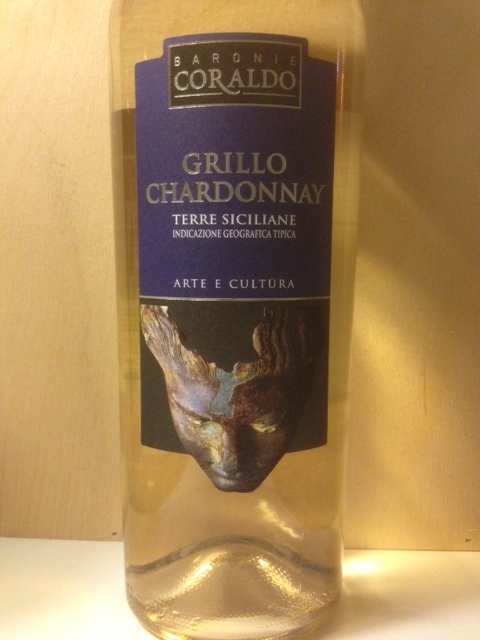 BARONIE
CORALDO
GRILLO
CHARDONNAY
TERRE SICILIANE
INDICAZIONE GEOGRAFICA TIPICA
ARTE E CULTURA